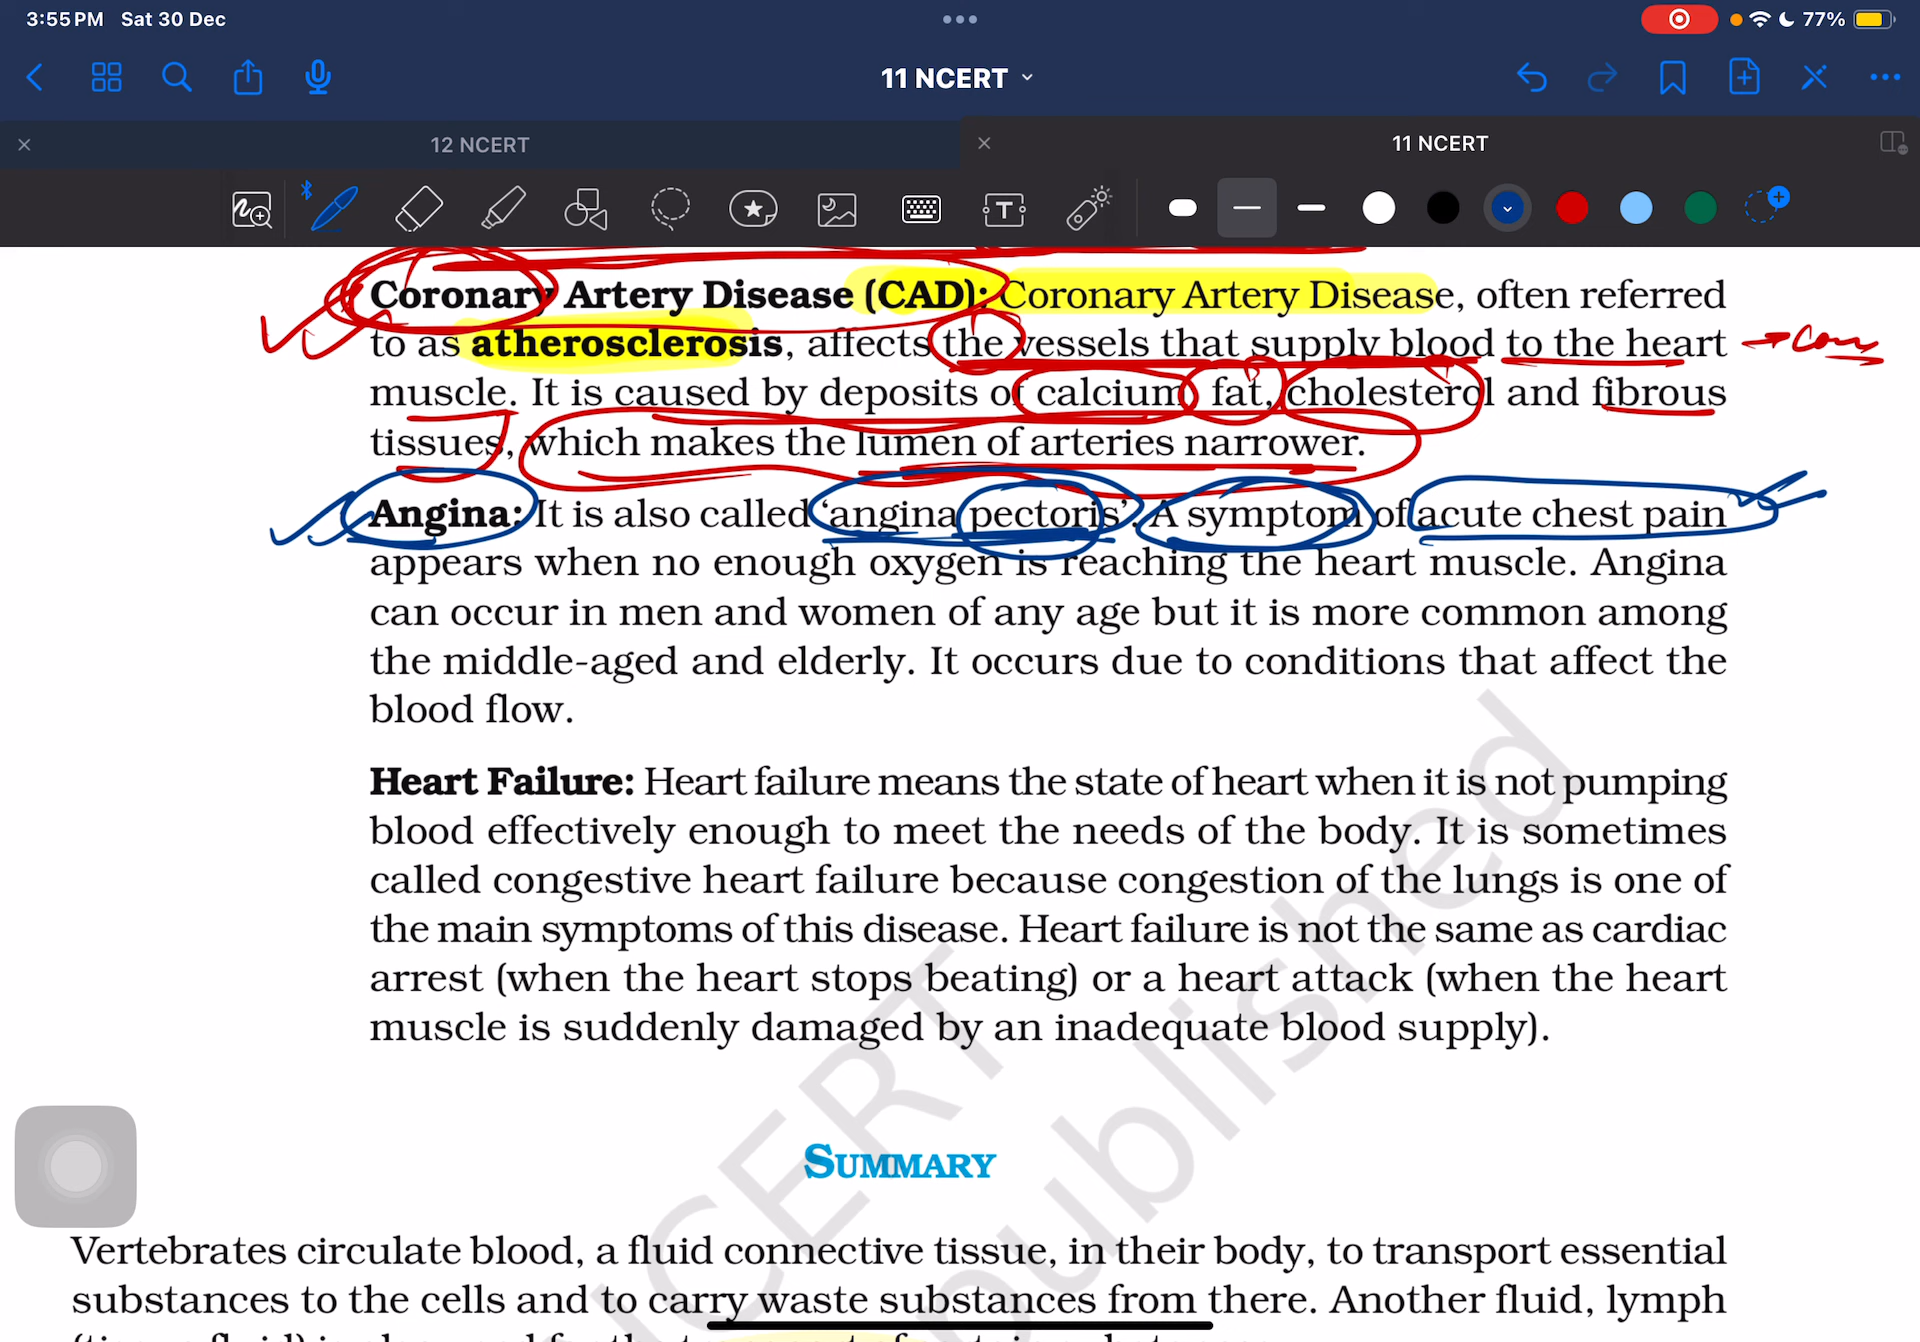 3:55 PM Sat 30 Dec 77%
11 NCERT
12 NCERT 11 NCERT
Coronary Artery Disease (CAD): Coronary Artery Disease, often referred
to as atherosclerosis, affects the vessels that supply blood to the heart
muscle. It is caused by deposits of calcium, fat, cholesterol and fibrous
tissues, which makes the lumen of arteries narrower.
Angina: It is also called ‘angina pectoris’. A symptom of acute chest pain
appears when no enough oxygen is reaching the heart muscle. Angina
can occur in men and women of any age but it is more common among
the middle-aged and elderly. It occurs due to conditions that affect the
blood flow.
Heart Failure: Heart failure means the state of heart when it is not pumping
blood effectively enough to meet the needs of the body. It is sometimes
called congestive heart failure because congestion of the lungs is one of
the main symptoms of this disease. Heart failure is not the same as cardiac
arrest (when the heart stops beating) or a heart attack (when the heart
muscle is suddenly damaged by an inadequate blood supply).
SUMMARY
Vertebrates circulate blood, a fluid connective tissue, in their body, to transport essential
substances to the cells and to carry waste substances from there. Another fluid, lymph